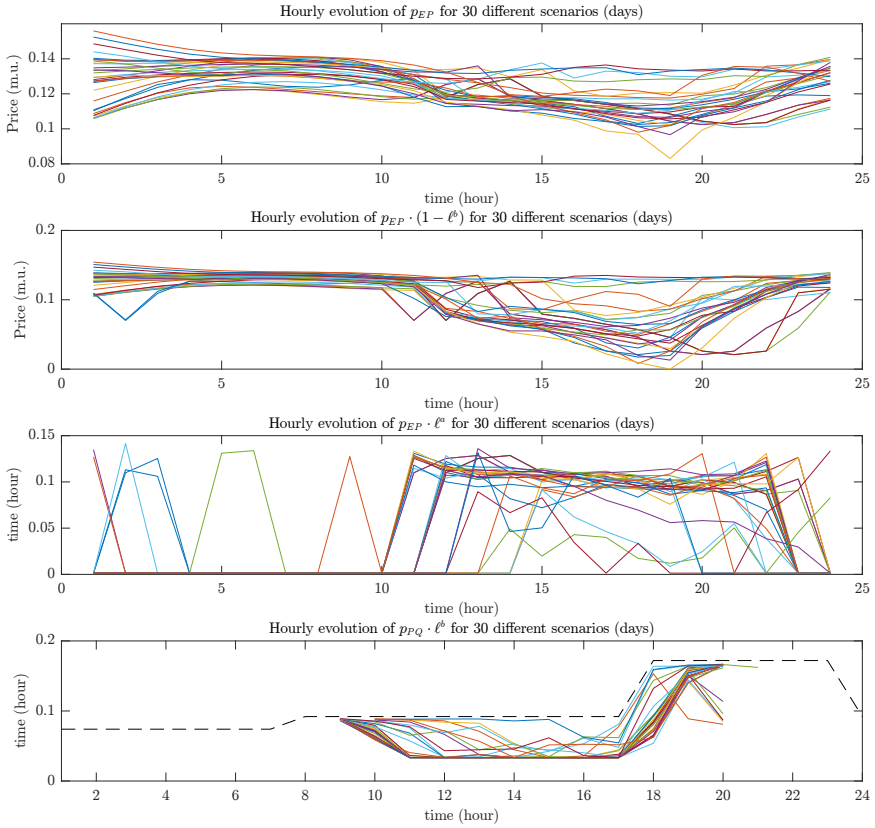 Hourly evolution of p_EP for 30 different scenarios (days)
Price (m.u.)
0.14
0.12
0.1
0.08
0 5 10 15 20 25
time (hour)
Hourly evolution of p_EP · (1 − ℓ^b) for 30 different scenarios (days)
Price (m.u.)
0.2
0.1
0
0 5 10 15 20 25
time (hour)
Hourly evolution of p_EP · ℓ^a for 30 different scenarios (days)
time (hour)
0.15
0.1
0.05
0
0 5 10 15 20 25
time (hour)
Hourly evolution of p_PQ · ℓ^b for 30 different scenarios (days)
time (hour)
0.2
0.1
0
2 4 6 8 10 12 14 16 18 20 22 24
time (hour)